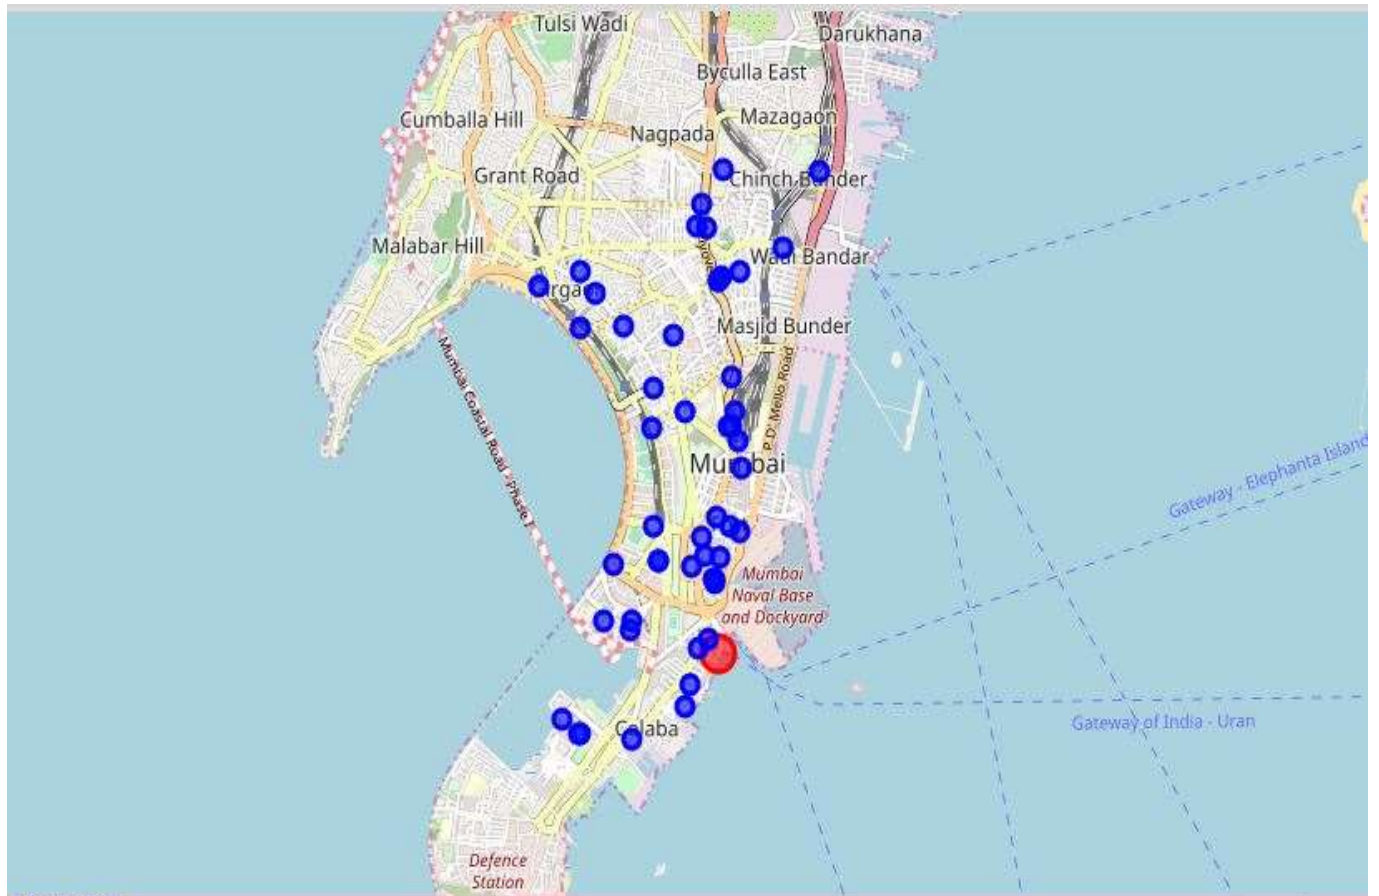 Tulsi Wadi
Darukhana
Byculla East
Cumballa Hill
Mazagaon
Nagpada
Grant Road
Chinch Bunder
Malabar Hill
Wadi Bandar
Masjid Bunder
Mumbai Coastal Road - Phase 1
P D' Mello Road
Mumbai
Gateway - Elephanta Island
Mumbai
Naval Base
and Dockyard
Gateway of India - Uran
Colaba
Defence
Station